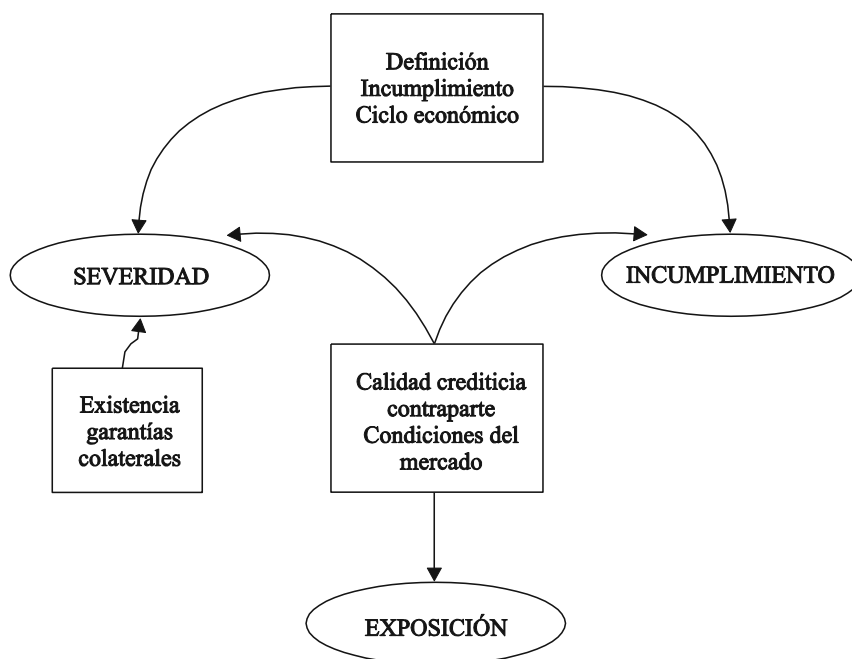 Definición
Incumplimiento
Ciclo económico
SEVERIDAD
INCUMPLIMIENTO
Existencia
garantías
colaterales
Calidad crediticia
contraparte
Condiciones del
mercado
EXPOSICIÓN